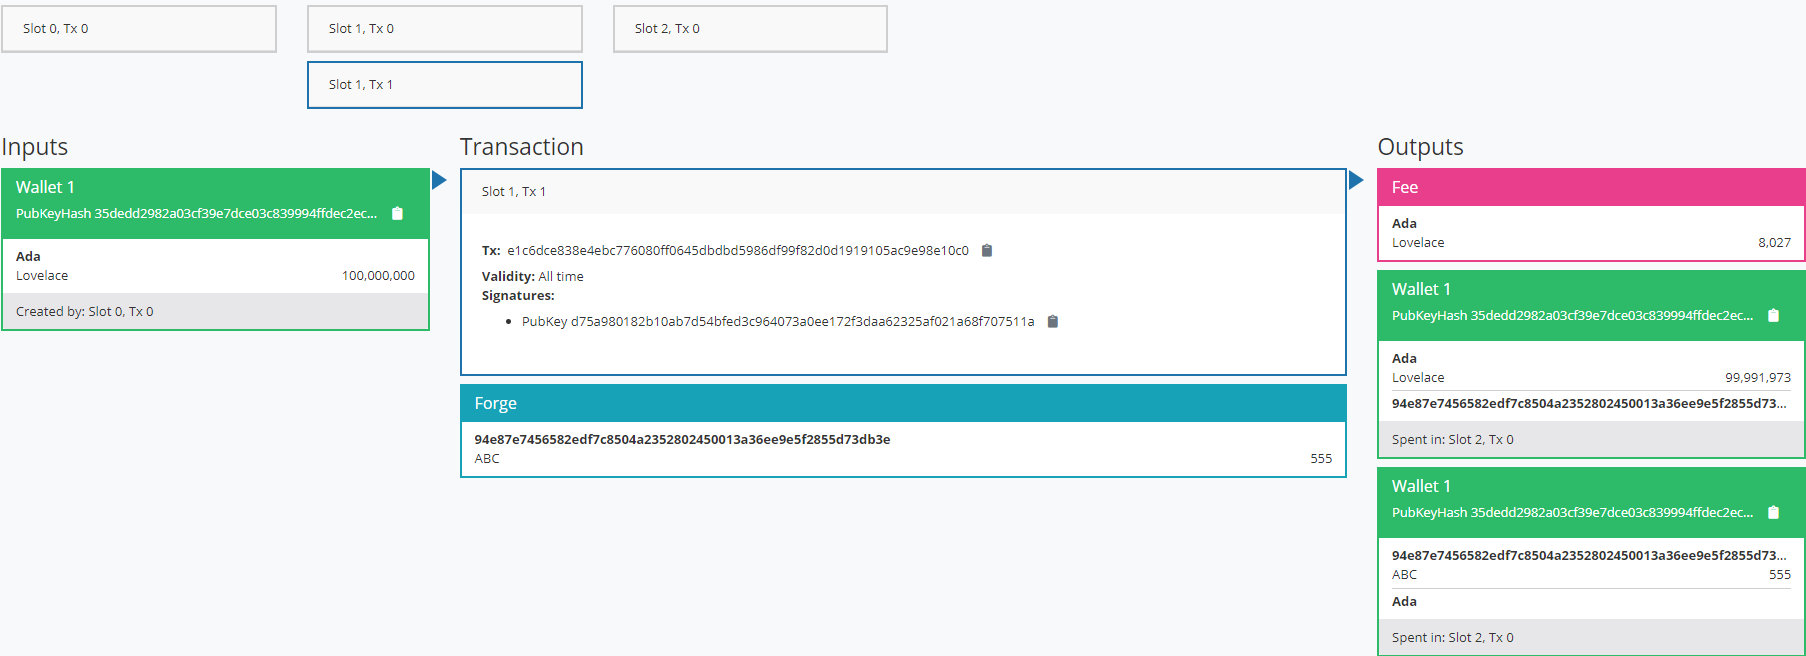 Slot 0, Tx 0
Slot 1, Tx 0
Slot 2, Tx 0
Slot 1, Tx 1
Inputs
Wallet 1
PubKeyHash 35dedd2982a03cf39e7dce03c839994ffdec2ec...
Ada
Lovelace 100,000,000
Created by: Slot 0, Tx 0
Transaction
Slot 1, Tx 1
Tx: e1c6dce838e4ebc776080ff0645dbdbd5986df99f82d0d1919105ac9e98e10c0
Validity: All time
Signatures:
• PubKey d75a980182b10ab7d54bfed3c964073a0ee172f3daa62325af021a68f707511a
Forge
94e87e7456582edf7c8504a2352802450013a36ee9e5f2855d73db3e
ABC 555
Outputs
Fee
Ada
Lovelace 8,027
Wallet 1
PubKeyHash 35dedd2982a03cf39e7dce03c839994ffdec2ec...
Ada
Lovelace 99,991,973
94e87e7456582edf7c8504a2352802450013a36ee9e5f2855d73...
Spent in: Slot 2, Tx 0
Wallet 1
PubKeyHash 35dedd2982a03cf39e7dce03c839994ffdec2ec...
94e87e7456582edf7c8504a2352802450013a36ee9e5f2855d73...
ABC 555
Ada
Spent in: Slot 2, Tx 0